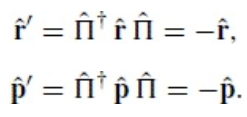 r̂′ = Π̂† r̂ Π̂ = −r̂,
p̂′ = Π̂† p̂ Π̂ = −p̂.